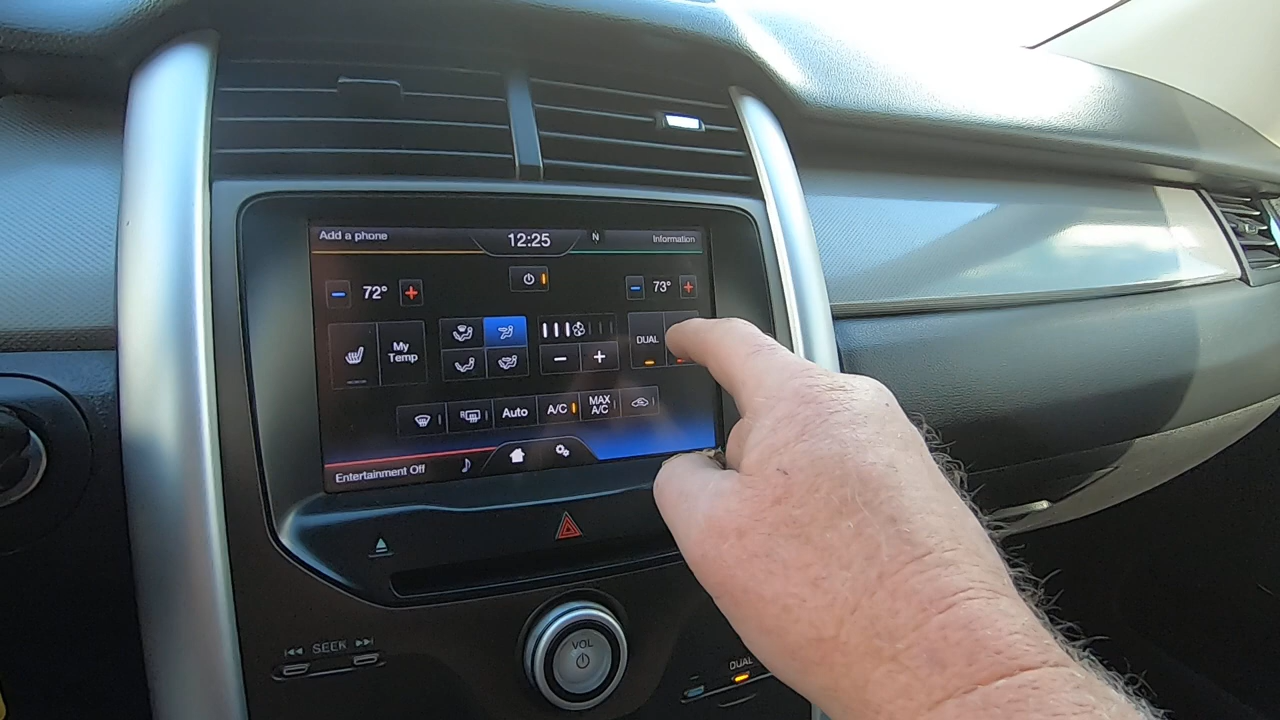 Add a phone
12:25
N
Information
72°
73°
My
Temp
DUAL
Auto
A/C
MAX
A/C
Entertainment Off
SEEK
VOL
DUAL